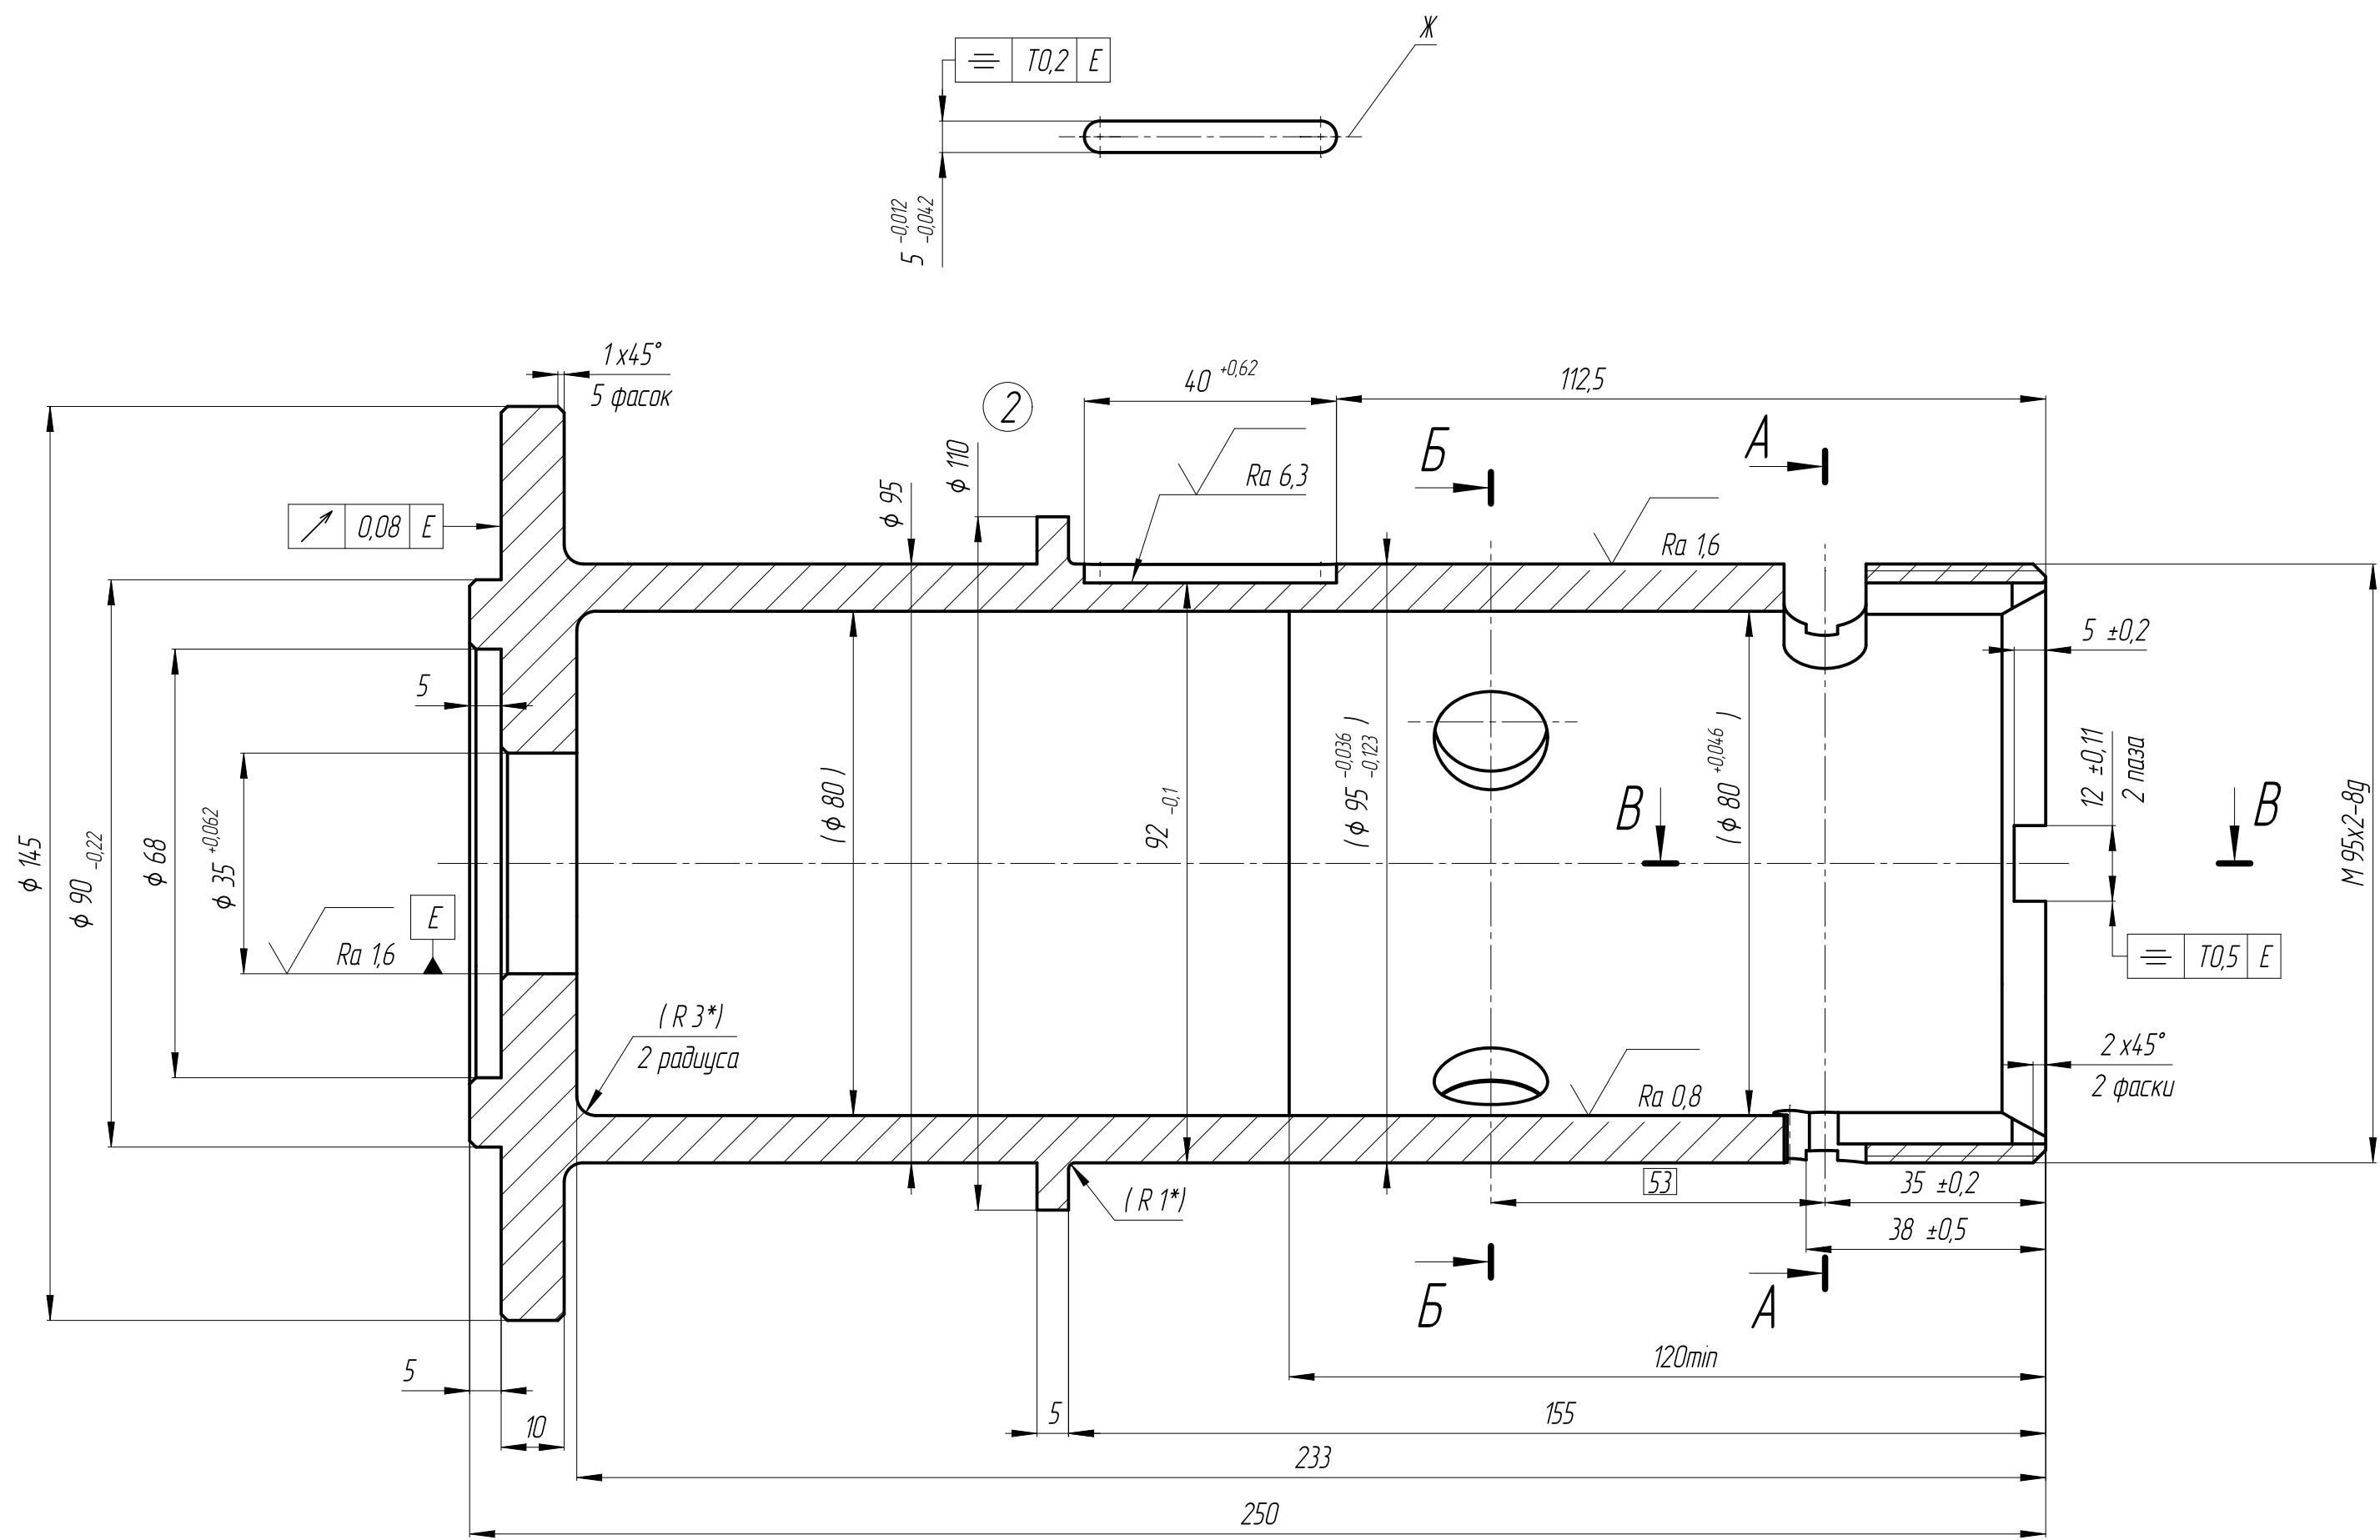 Ж
T0,2 E
5 -0,012 -0,042
1 x45°
5 фасок
2
40 +0,62
112,5
Б
А
ϕ 110
ϕ 95
Ra 6,3
Ra 1,6
0,08 E
5 ±0,2
5
(ϕ 80)
92 -0,1
(ϕ 95 -0,036 -0,123)
(ϕ 80 +0,046)
12 ±0,11
2 паза
В
В
M 95x2-8g
ϕ 145
ϕ 90 -0,22
ϕ 68
ϕ 35 +0,062
E
Ra 1,6
T0,5 E
(R 3*)
2 радиуса
2 x45°
2 фаски
Ra 0,8
(R 1*)
53
35 ±0,2
38 ±0,5
Б
А
120min
5
10
5
155
233
250